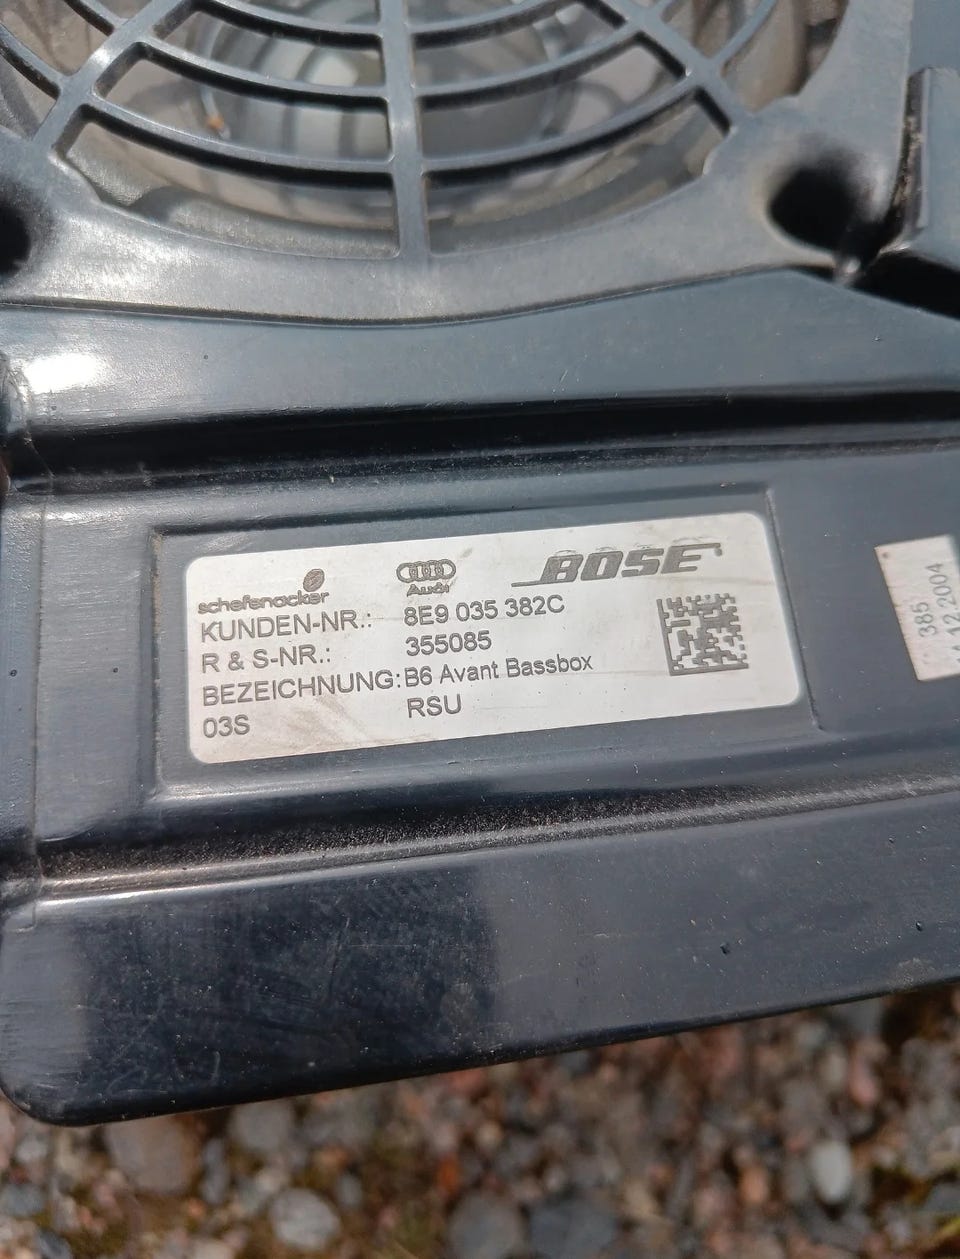 schefenacker
Audi
BOSE
KUNDEN-NR.: 8E9 035 382C
R & S-NR.: 355085
BEZEICHNUNG: B6 Avant Bassbox
03S RSU
385
12.2004